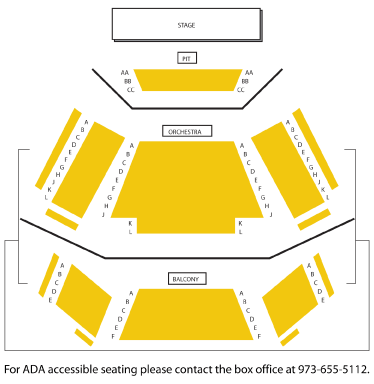 STAGE
PIT
AA AA
BB BB
CC CC
ORCHESTRA
A A A A
B B B B
C C C C
D D D D
E E E E
F F F F
G G G G
H H H H
J J J J
K K K K
L L L L
BALCONY
A A A A
B B B B
C C C C
D D D D
E E E E
F F
For ADA accessible seating please contact the box office at 973-655-5112.